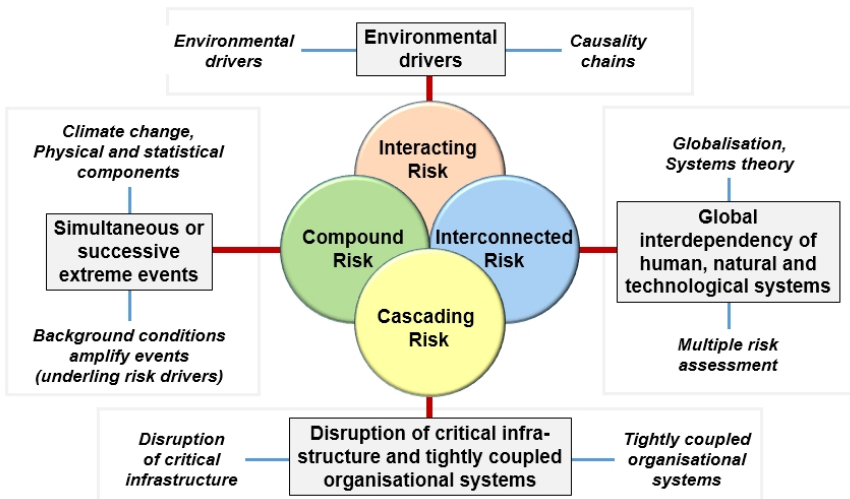 Environmental
drivers
Environmental
drivers
Causality
chains
Interacting
Risk
Climate change,
Physical and statistical
components
Simultaneous or
successive
extreme events
Background conditions
amplify events
(underling risk drivers)
Compound
Risk
Interconnected
Risk
Globalisation,
Systems theory
Global
interdependency of
human, natural and
technological systems
Multiple risk
assessment
Cascading
Risk
Disruption
of critical
infrastructure
Disruption of critical infra-
structure and tightly coupled
organisational systems
Tightly coupled
organisational
systems